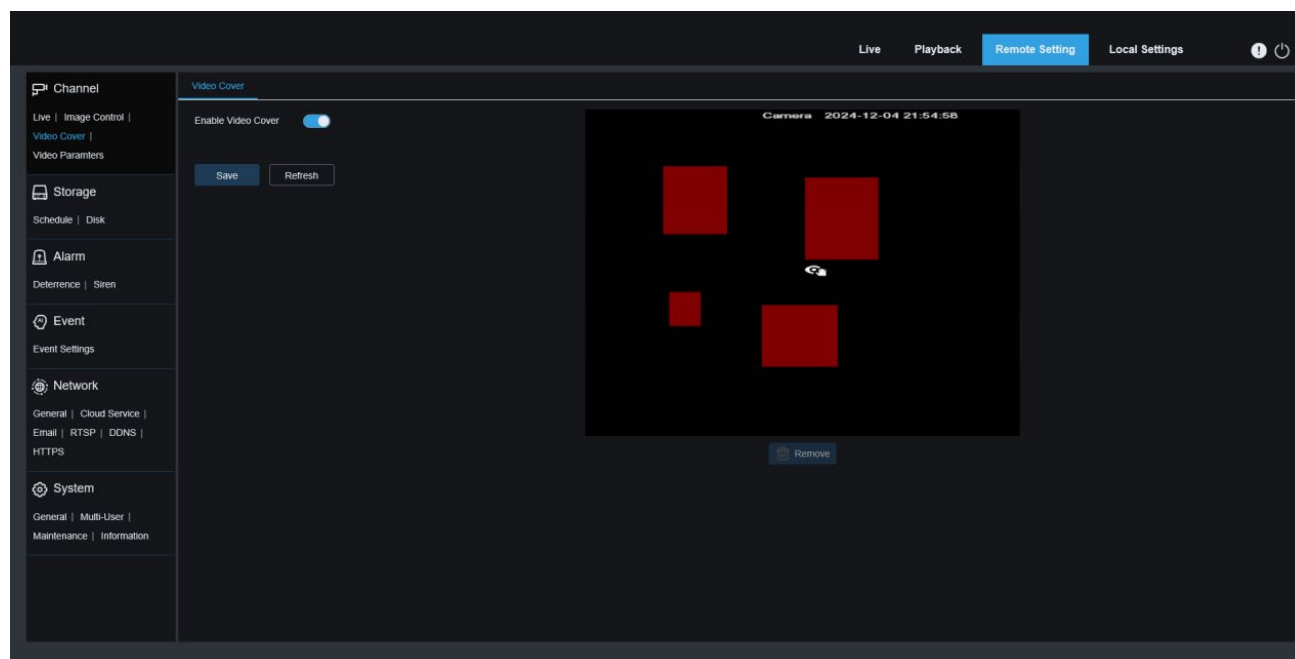 Live Playback Remote Setting Local Settings
Channel
Live | Image Control |
Video Cover |
Video Paramters
Storage
Schedule | Disk
Alarm
Deterrence | Siren
Event
Event Settings
Network
General | Cloud Service |
Email | RTSP | DDNS |
HTTPS
System
General | Multi-User |
Maintenance | Information
Video Cover
Enable Video Cover
Save Refresh
Camera 2024-12-04 21:54:58
Remove